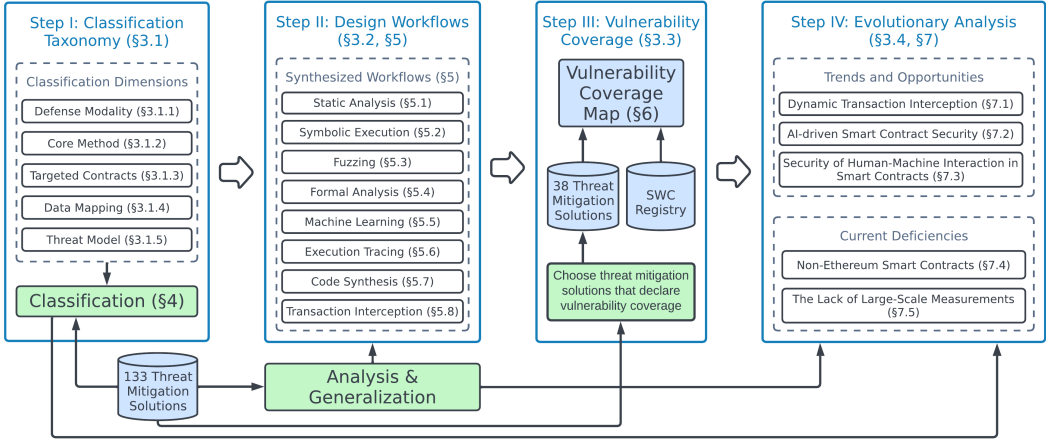 Step I: Classification
Taxonomy (§3.1)
Classification Dimensions
Defense Modality (§3.1.1)
Core Method (§3.1.2)
Targeted Contracts (§3.1.3)
Data Mapping (§3.1.4)
Threat Model (§3.1.5)
Classification (§4)
133 Threat
Mitigation
Solutions
Step II: Design Workflows
(§3.2, §5)
Synthesized Workflows (§5)
Static Analysis (§5.1)
Symbolic Execution (§5.2)
Fuzzing (§5.3)
Formal Analysis (§5.4)
Machine Learning (§5.5)
Execution Tracing (§5.6)
Code Synthesis (§5.7)
Transaction Interception (§5.8)
Analysis &
Generalization
Step III: Vulnerability
Coverage (§3.3)
Vulnerability
Coverage
Map (§6)
38 Threat
Mitigation
Solutions
SWC
Registry
Choose threat mitigation
solutions that declare
vulnerability coverage
Step IV: Evolutionary Analysis
(§3.4, §7)
Trends and Opportunities
Dynamic Transaction Interception (§7.1)
AI-driven Smart Contract Security (§7.2)
Security of Human-Machine Interaction in
Smart Contracts (§7.3)
Current Deficiencies
Non-Ethereum Smart Contracts (§7.4)
The Lack of Large-Scale Measurements
(§7.5)